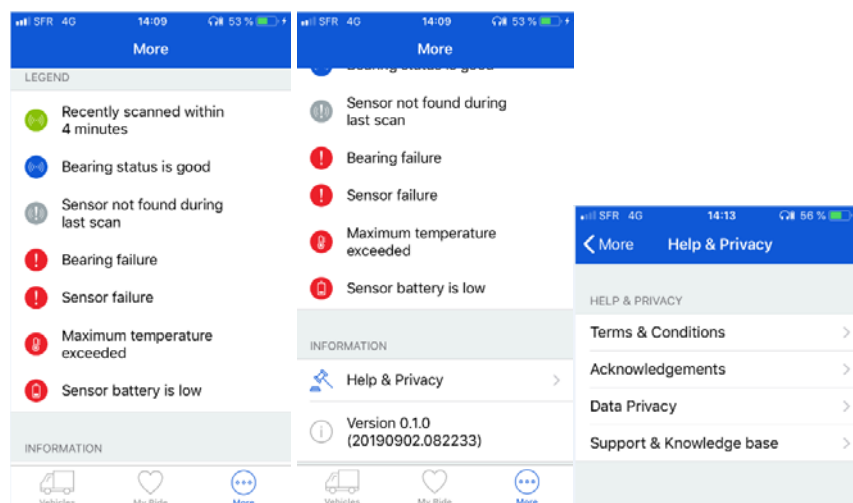 SFR 4G 14:09 53 %
More
LEGEND
Recently scanned within
4 minutes
Bearing status is good
Sensor not found during
last scan
Bearing failure
Sensor failure
Maximum temperature
exceeded
Sensor battery is low
INFORMATION
Vehicles My Ride More
SFR 4G 14:09 53 %
More
Bearing status is good
Sensor not found during
last scan
Bearing failure
Sensor failure
Maximum temperature
exceeded
Sensor battery is low
INFORMATION
Help & Privacy
Version 0.1.0
(20190902.082233)
Vehicles My Ride More
SFR 4G 14:13 56 %
More Help & Privacy
HELP & PRIVACY
Terms & Conditions
Acknowledgements
Data Privacy
Support & Knowledge base